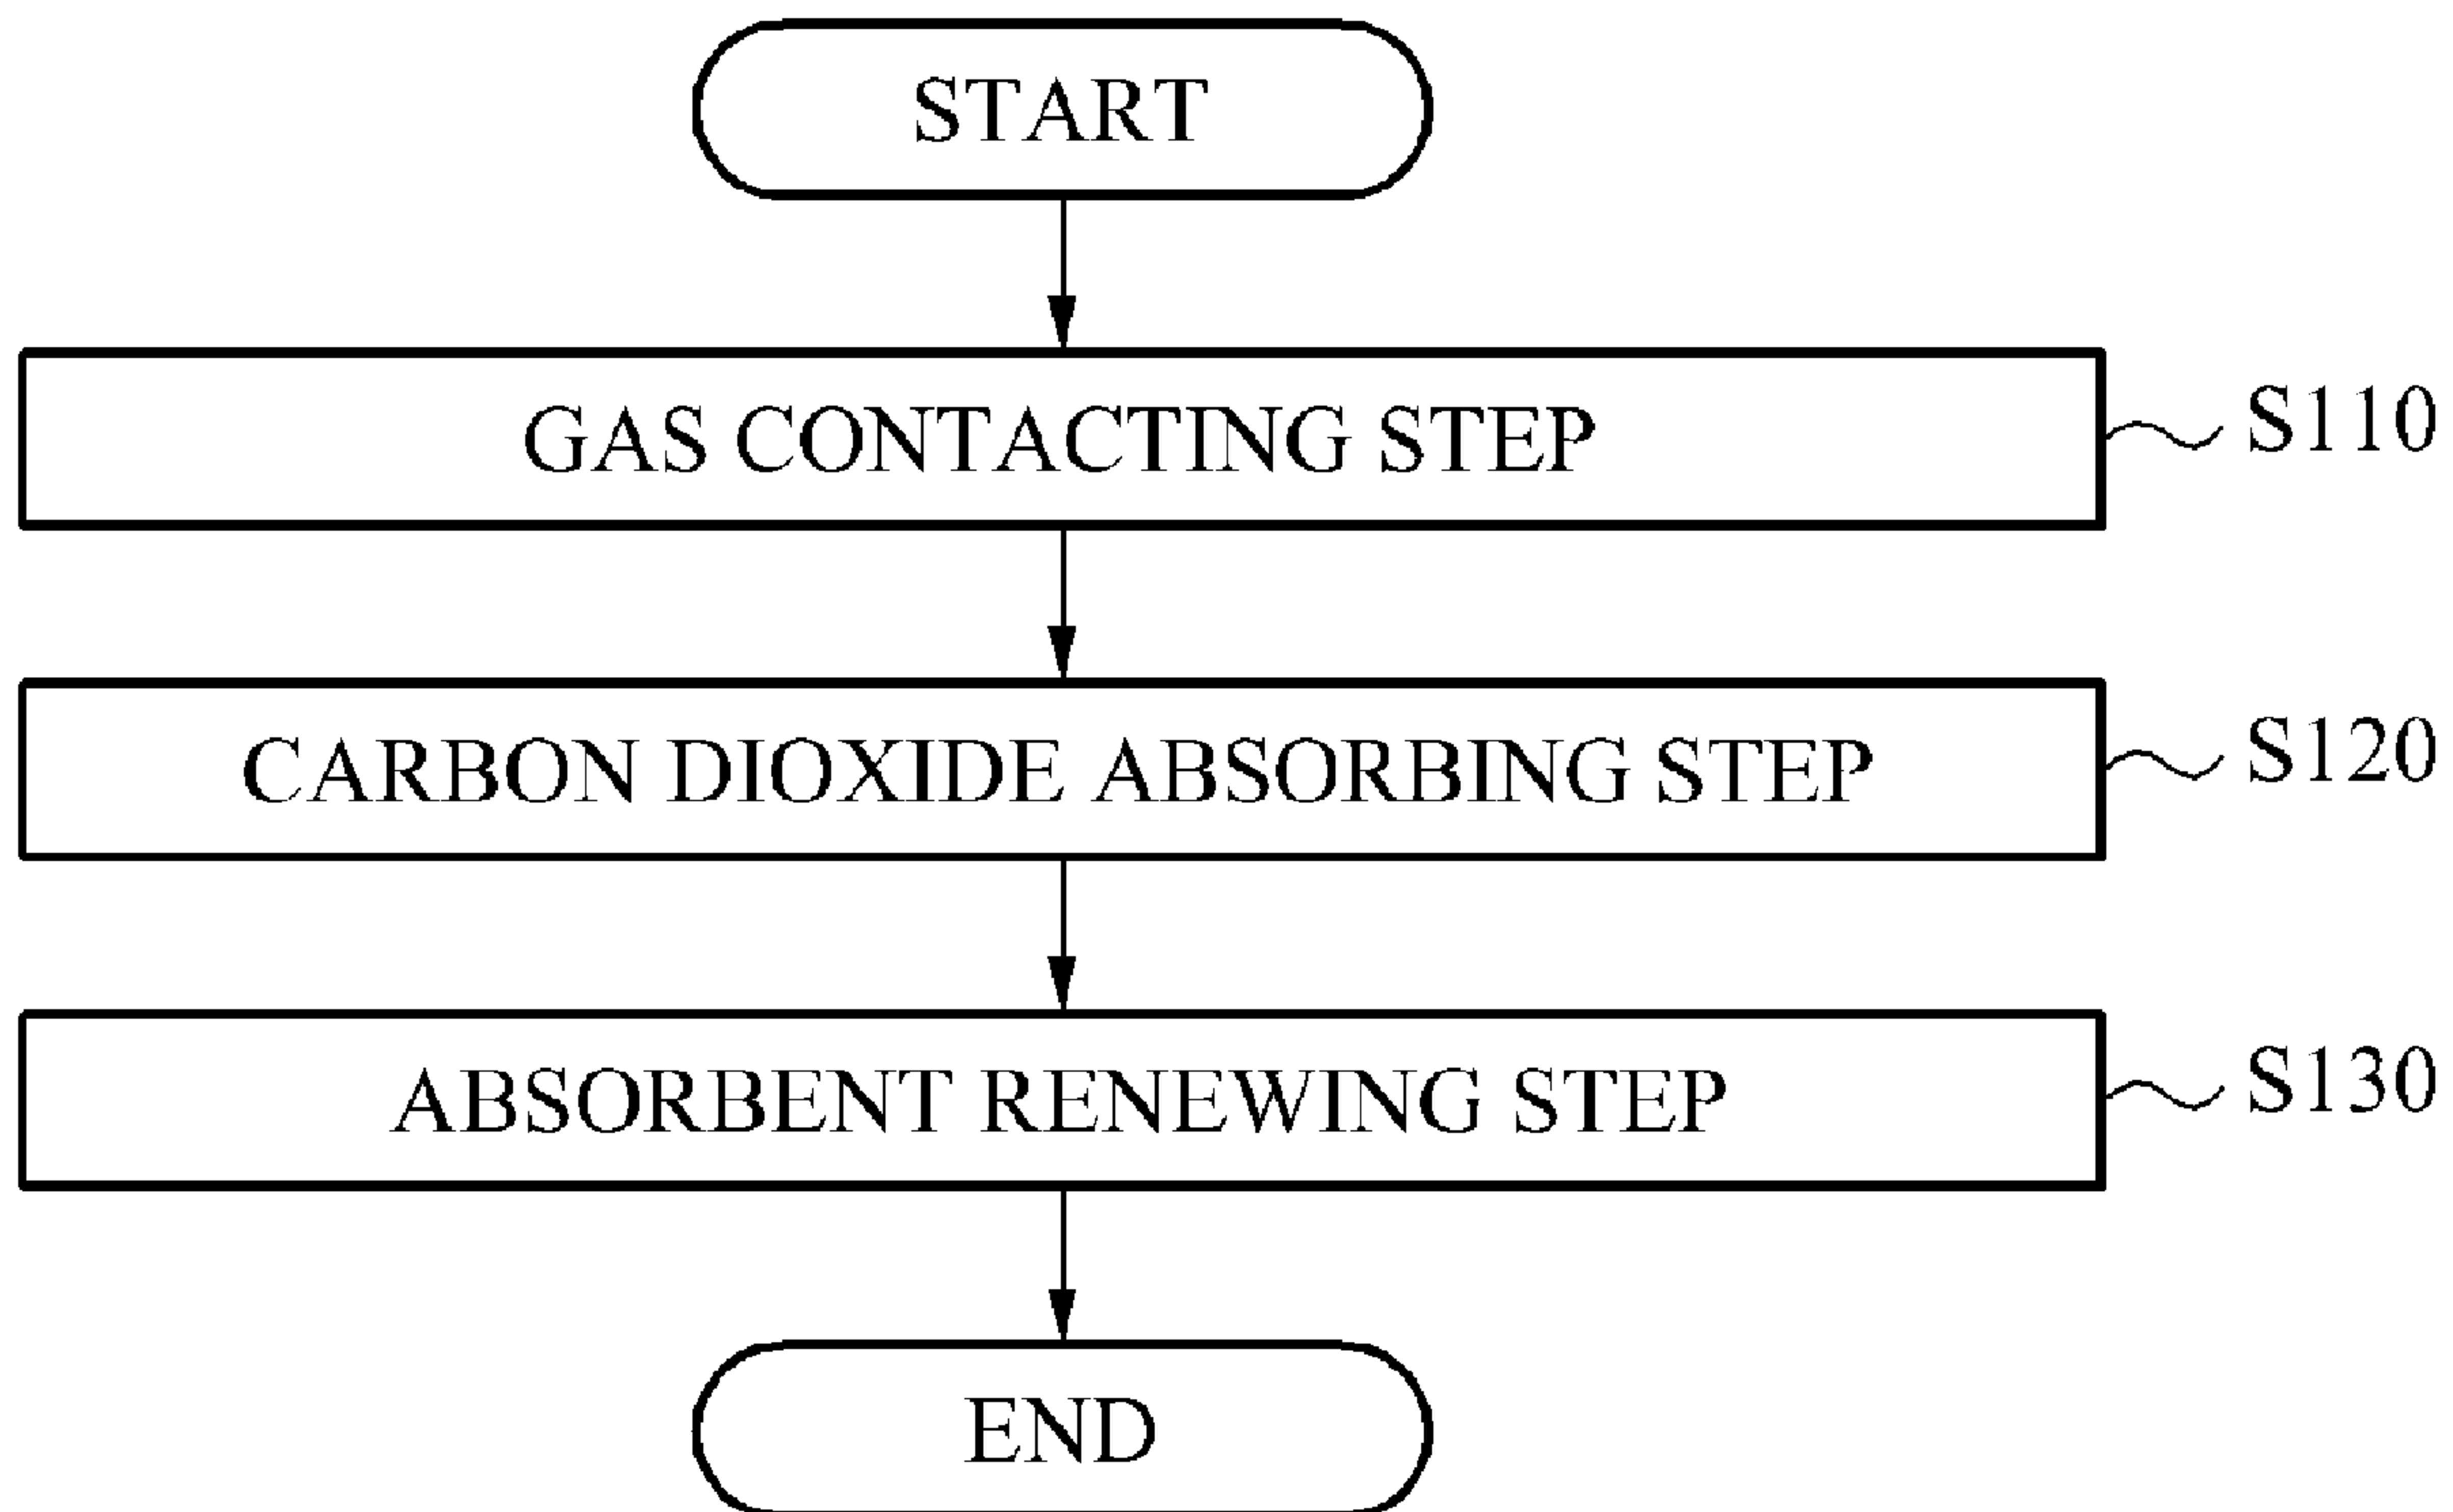 START
GAS CONTACTING STEP
S110
CARBON DIOXIDE ABSORBING STEP
S120
ABSORBENT RENEWING STEP
S130
END